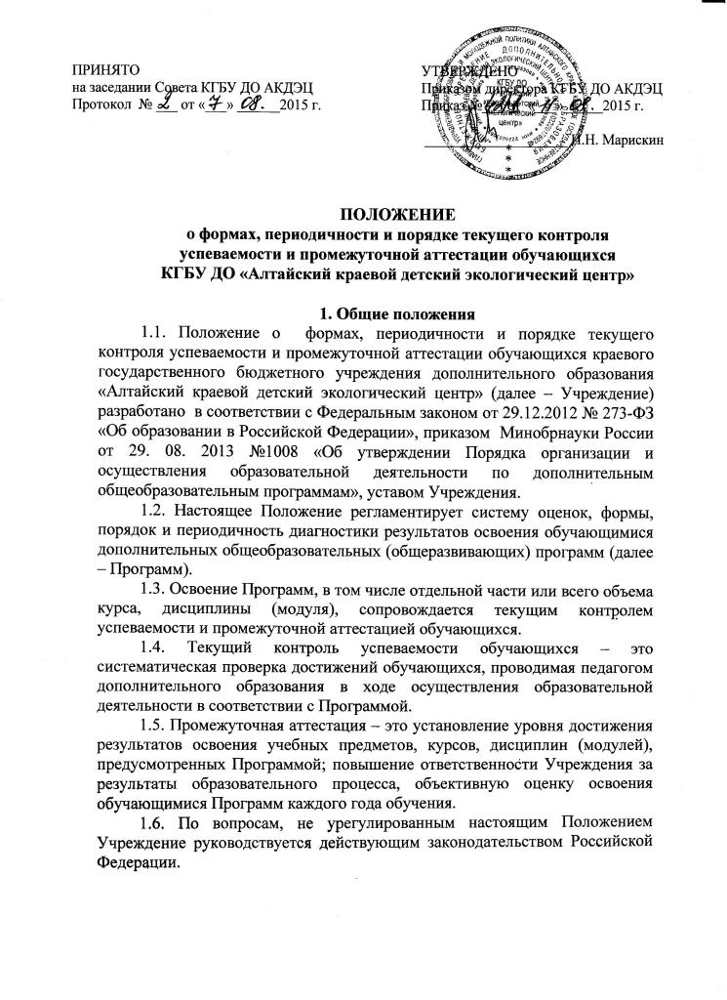 ПРИНЯТО
на заседании Совета КГБУ ДО АКДЭЦ
Протокол № 2 от « 7 » 08. 2015 г.
УТВЕРЖДЕНО
Приказом директора КГБУ ДО АКДЭЦ
Приказ № 08. 2015 г.
И.Н. Марискин
ПОЛОЖЕНИЕ
о формах, периодичности и порядке текущего контроля
успеваемости и промежуточной аттестации обучающихся
КГБУ ДО «Алтайский краевой детский экологический центр»
1. Общие положения
1.1. Положение о формах, периодичности и порядке текущего
контроля успеваемости и промежуточной аттестации обучающихся краевого
государственного бюджетного учреждения дополнительного образования
«Алтайский краевой детский экологический центр» (далее – Учреждение)
разработано в соответствии с Федеральным законом от 29.12.2012 № 273-ФЗ
«Об образовании в Российской Федерации», приказом Минобрнауки России
от 29. 08. 2013 №1008 «Об утверждении Порядка организации и
осуществления образовательной деятельности по дополнительным
общеобразовательным программам», уставом Учреждения.
1.2. Настоящее Положение регламентирует систему оценок, формы,
порядок и периодичность диагностики результатов освоения обучающимися
дополнительных общеобразовательных (общеразвивающих) программ (далее
– Программ).
1.3. Освоение Программ, в том числе отдельной части или всего объема
курса, дисциплины (модуля), сопровождается текущим контролем
успеваемости и промежуточной аттестацией обучающихся.
1.4. Текущий контроль успеваемости обучающихся – это
систематическая проверка достижений обучающихся, проводимая педагогом
дополнительного образования в ходе осуществления образовательной
деятельности в соответствии с Программой.
1.5. Промежуточная аттестация – это установление уровня достижения
результатов освоения учебных предметов, курсов, дисциплин (модулей),
предусмотренных Программой; повышение ответственности Учреждения за
результаты образовательного процесса, объективную оценку освоения
обучающимися Программ каждого года обучения.
1.6. По вопросам, не урегулированным настоящим Положением
Учреждение руководствуется действующим законодательством Российской
Федерации.